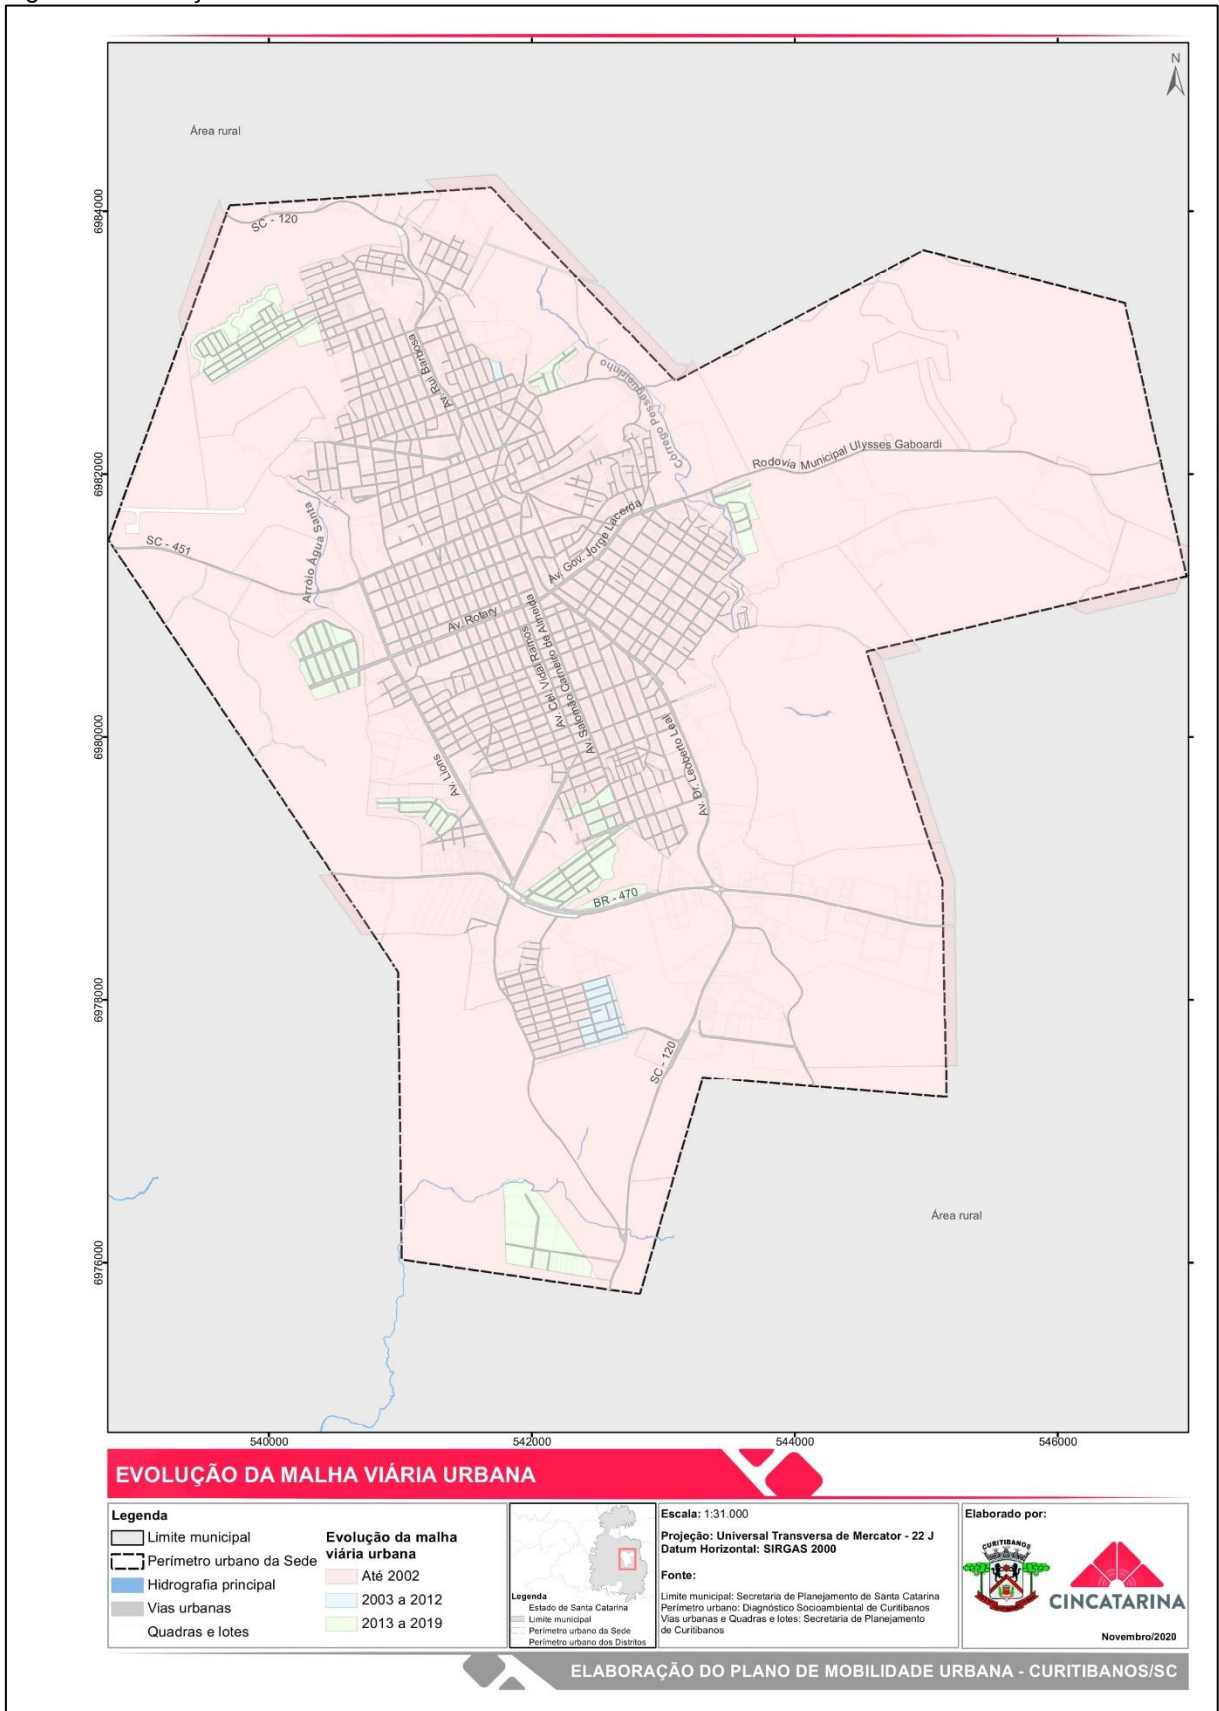 N
Área rural
6984000
SC - 120
Av. Rui Barbosa
Córrego Pessegueirinho
Rodovia Municipal Ulysses Gaboardi
6982000
SC - 451
Arroio Água Santa
Av. Gov. Jorge Lacerda
Av. Rotary
Av. Cel Vidal Ramos
Av. Salomão Carneiro de Almeida
6980000
Av. Lions
Av. Dr. Leoberto Leal
BR - 470
6978000
SC - 120
Área rural
6976000
540000 542000 544000 546000
EVOLUÇÃO DA MALHA VIÁRIA URBANA
Legenda
Limite municipal
Perímetro urbano da Sede
Hidrografia principal
Vias urbanas
Quadras e lotes
Evolução da malha
viária urbana
Até 2002
2003 a 2012
2013 a 2019
Legenda
Estado de Santa Catarina
Limite municipal
Perímetro urbano da Sede
Perímetro urbano dos Distritos
Escala: 1:31.000
Projeção: Universal Transversa de Mercator - 22 J
Datum Horizontal: SIRGAS 2000
Fonte:
Limite municipal: Secretaria de Planejamento de Santa Catarina
Perímetro urbano: Diagnóstico Socioambiental de Curitibanos
Vias urbanas e Quadras e lotes: Secretaria de Planejamento
de Curitibanos
Elaborado por:
CURITIBANOS
CINCATARINA
Novembro/2020
ELABORAÇÃO DO PLANO DE MOBILIDADE URBANA - CURITIBANOS/SC